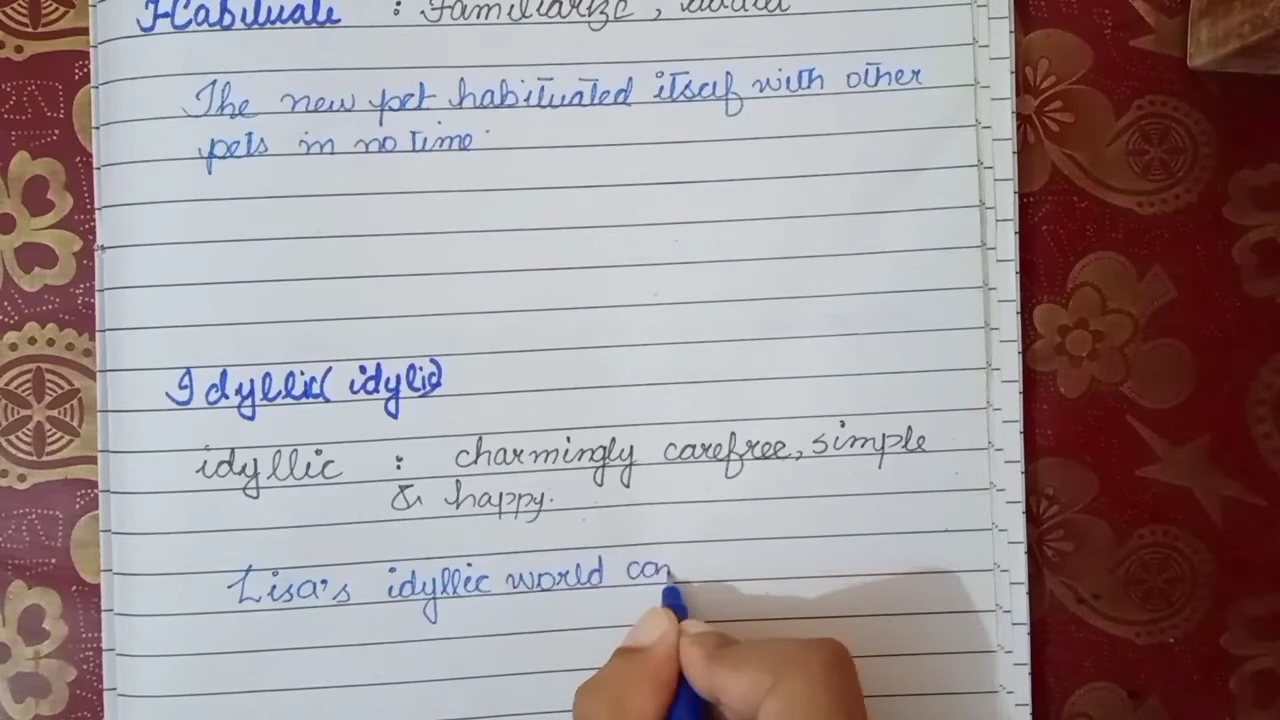 Habituate : Familiarize, addict
The new pet habituated itself with other
pets in no time.
Idyllic( idylic)
idyllic : charmingly carefree, simple
& happy.
Lisa's idyllic world con